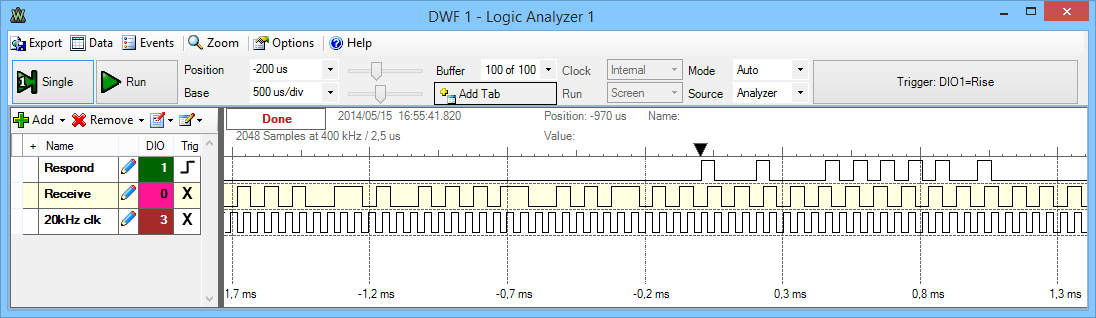 DWF 1 - Logic Analyzer 1
Export Data Events Zoom Options Help
Single Run Position -200 us Buffer 100 of 100 Clock Internal Mode Auto Trigger: DIO1=Rise
Base 500 us/div Add Tab Run Screen Source Analyzer
Add Remove Done 2014/05/15 16:55:41.820 Position: -970 us Name:
2048 Samples at 400 kHz / 2,5 us Value:
+ Name DIO Trig
Respond 1
Receive 0 X
20kHz clk 3 X
1,7 ms -1,2 ms -0,7 ms -0,2 ms 0,3 ms 0,8 ms 1,3 ms